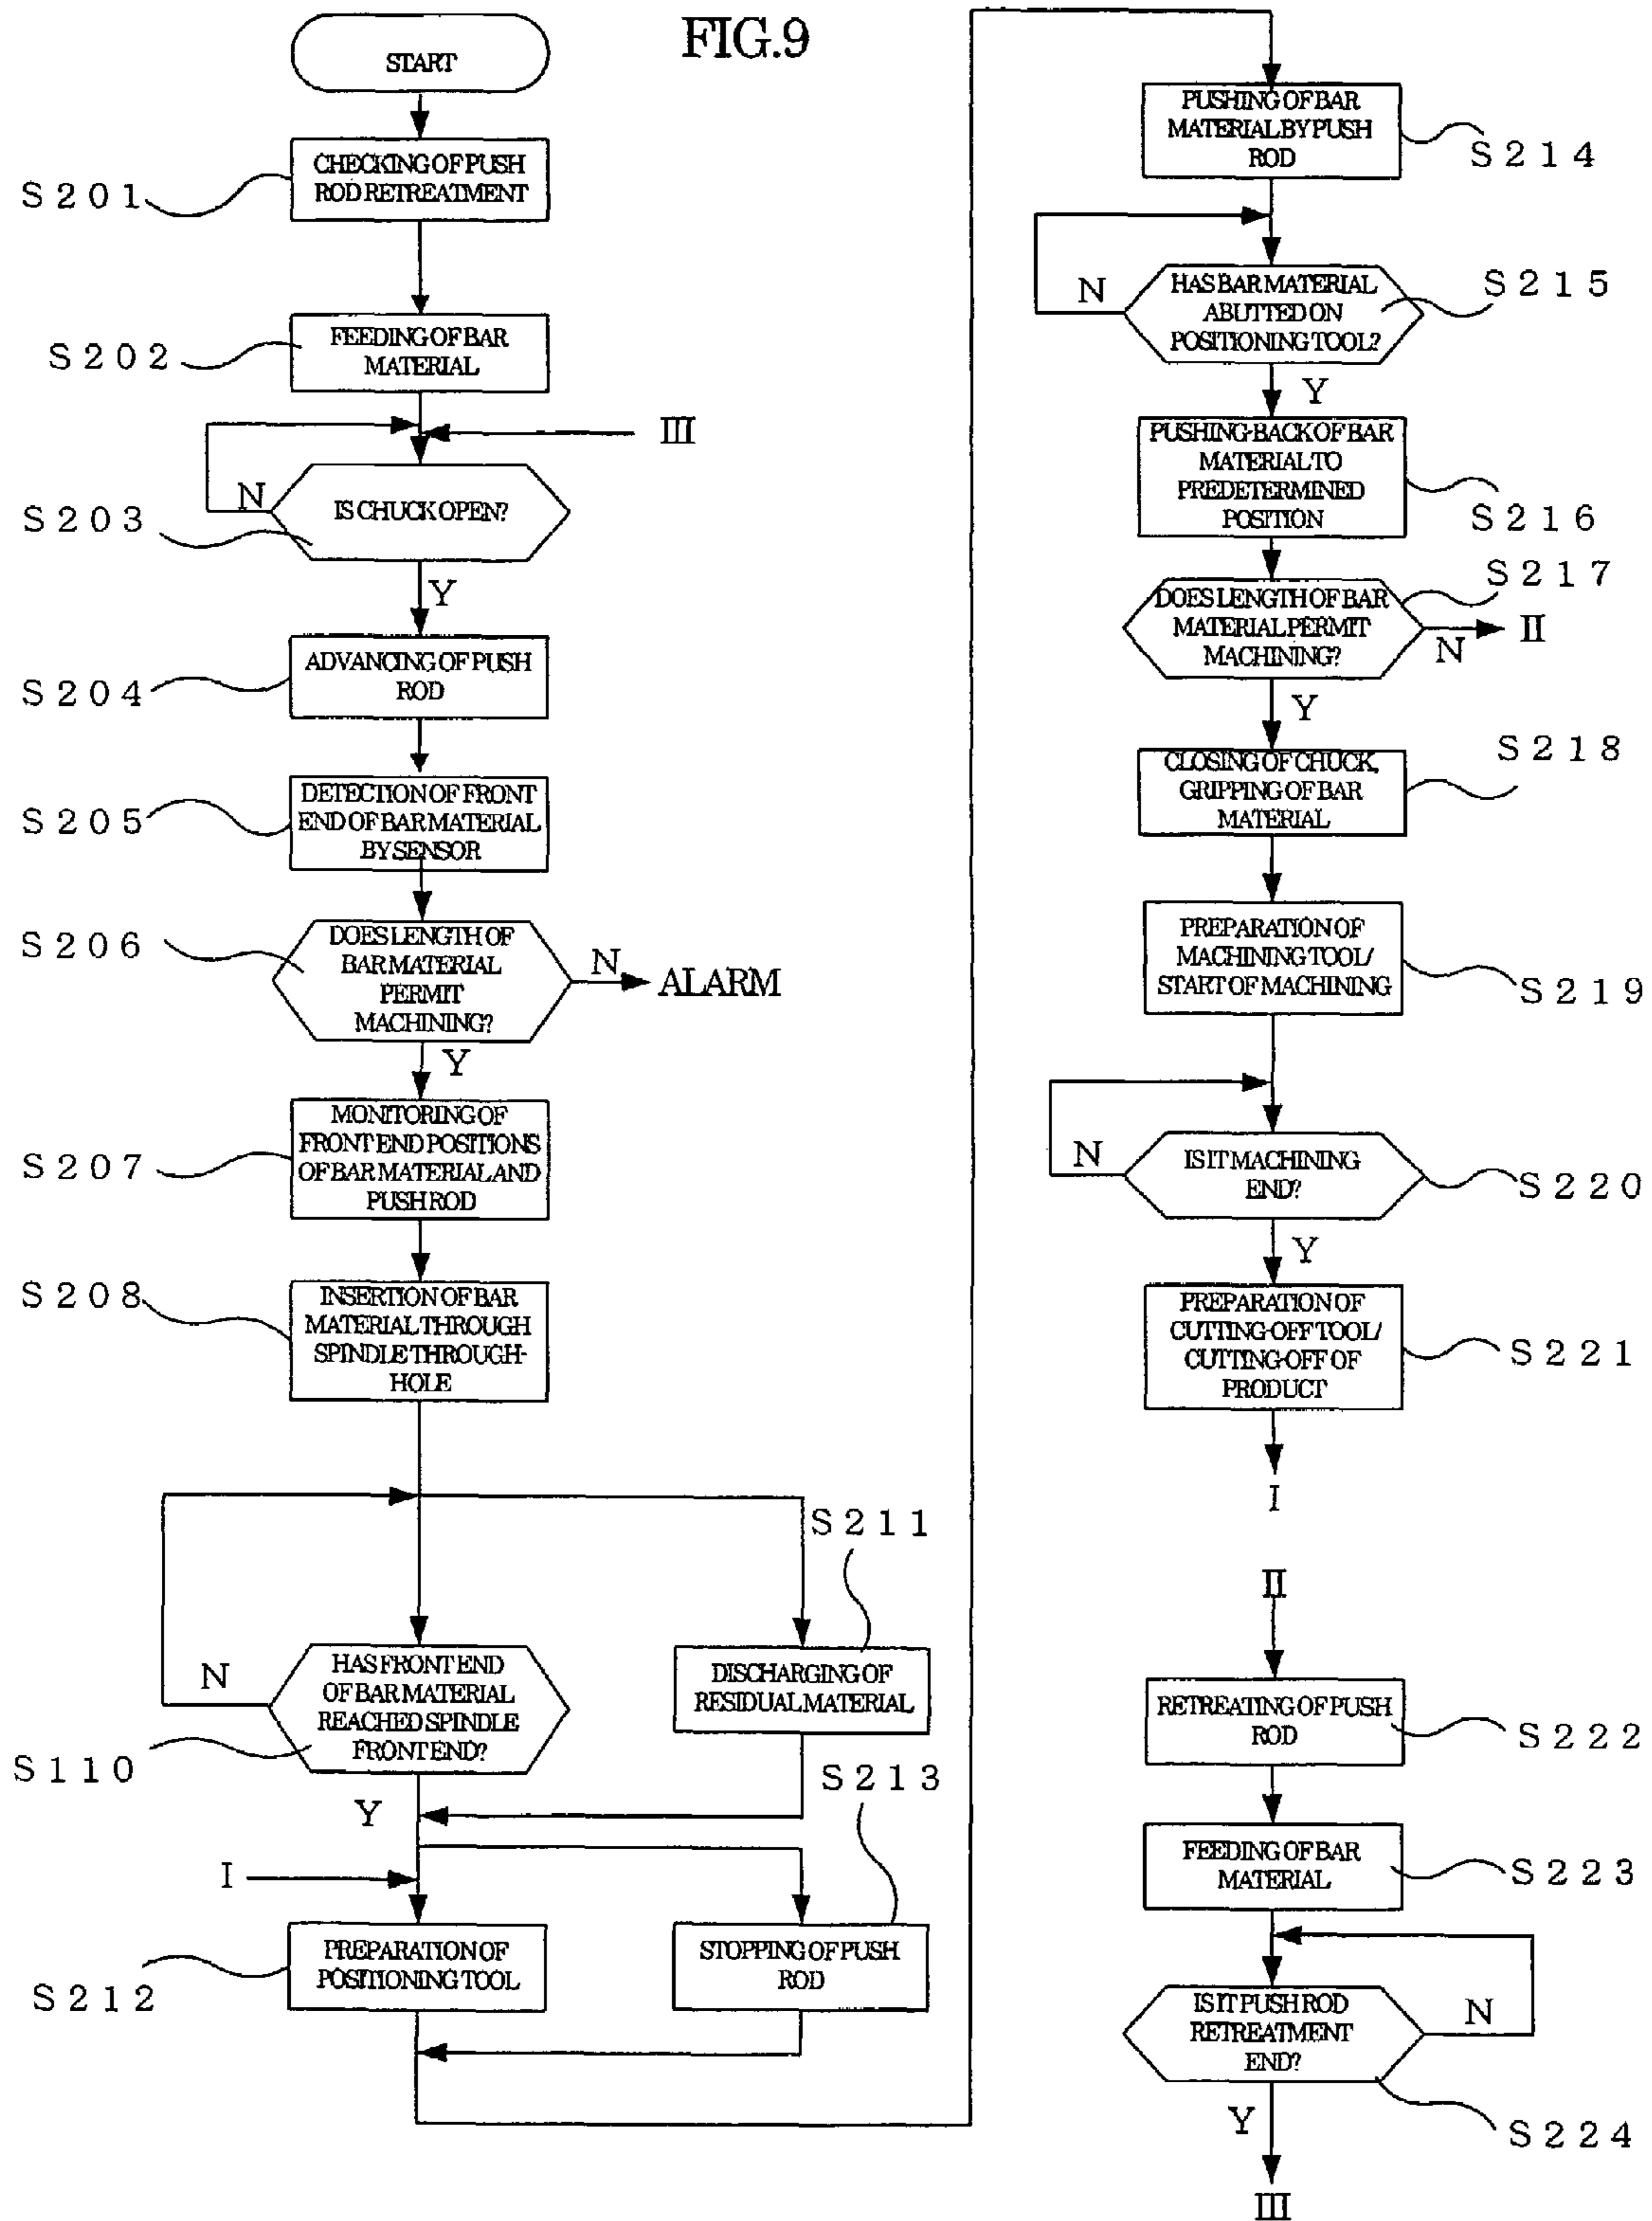 FIG.9
START
S201
CHECKING OF PUSH
ROD RETREATMENT
S202
FEEDING OF BAR
MATERIAL
III
N
S203
IS CHUCK OPEN?
Y
S204
ADVANCING OF PUSH
ROD
S205
DETECTION OF FRONT
END OF BAR MATERIAL
BY SENSOR
S206
DOES LENGTH OF
BAR MATERIAL
PERMIT
MACHINING?
N
ALARM
Y
S207
MONITORING OF
FRONT END POSITIONS
OF BAR MATERIAL AND
PUSH ROD
S208
INSERTION OF BAR
MATERIAL THROUGH
SPINDLE THROUGH-
HOLE
S211
DISCHARGING OF
RESIDUAL MATERIAL
N
HAS FRONT END
OF BAR MATERIAL
REACHED SPINDLE
FRONT END?
S110
Y
S213
I
S212
PREPARATION OF
POSITIONING TOOL
STOPPING OF PUSH
ROD
PUSHING OF BAR
MATERIAL BY PUSH
ROD
S214
N
HAS BAR MATERIAL
ABUTTED ON
POSITIONING TOOL?
S215
Y
PUSHING-BACK OF BAR
MATERIAL TO
PREDETERMINED
POSITION
S216
S217
DOES LENGTH OF BAR
MATERIAL PERMIT
MACHINING?
N
II
Y
CLOSING OF CHUCK,
GRIPPING OF BAR
MATERIAL
S218
PREPARATION OF
MACHINING TOOL/
START OF MACHINING
S219
N
IS IT MACHINING
END?
S220
Y
PREPARATION OF
CUTTING-OFF TOOL/
CUTTING-OFF OF
PRODUCT
S221
I
II
RETREATING OF PUSH
ROD
S222
FEEDING OF BAR
MATERIAL
S223
IS IT PUSH ROD
RETREATMENT
END?
N
S224
Y
III